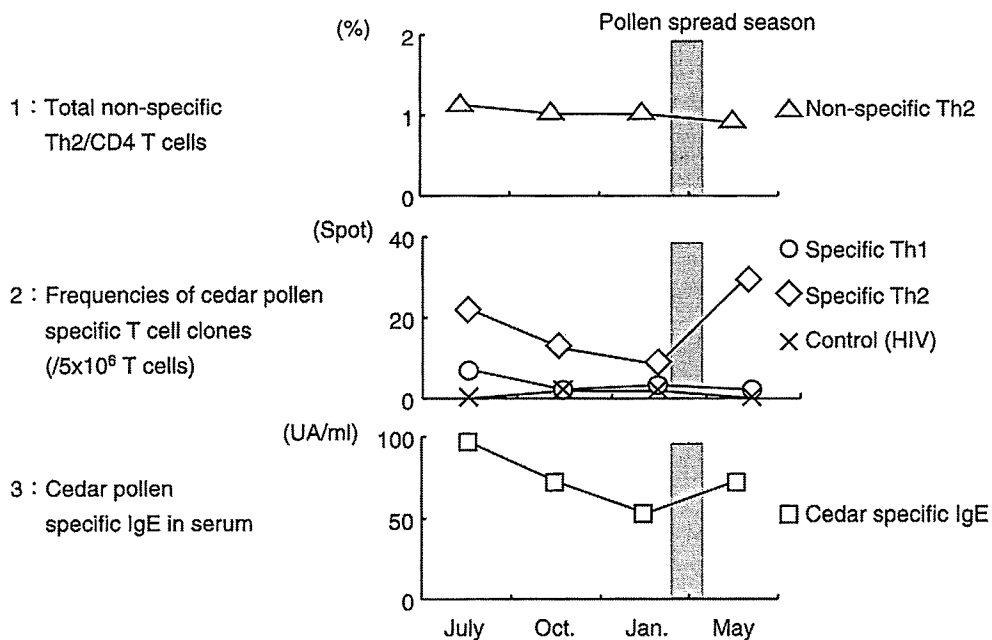 (%)
Pollen spread season
2
1
0
1 : Total non-specific
Th2/CD4 T cells
Non-specific Th2
(Spot)
40
20
0
2 : Frequencies of cedar pollen
specific T cell clones
(/5x10⁶ T cells)
Specific Th1
Specific Th2
Control (HIV)
(UA/ml)
100
50
0
3 : Cedar pollen
specific IgE in serum
Cedar specific IgE
July Oct. Jan. May